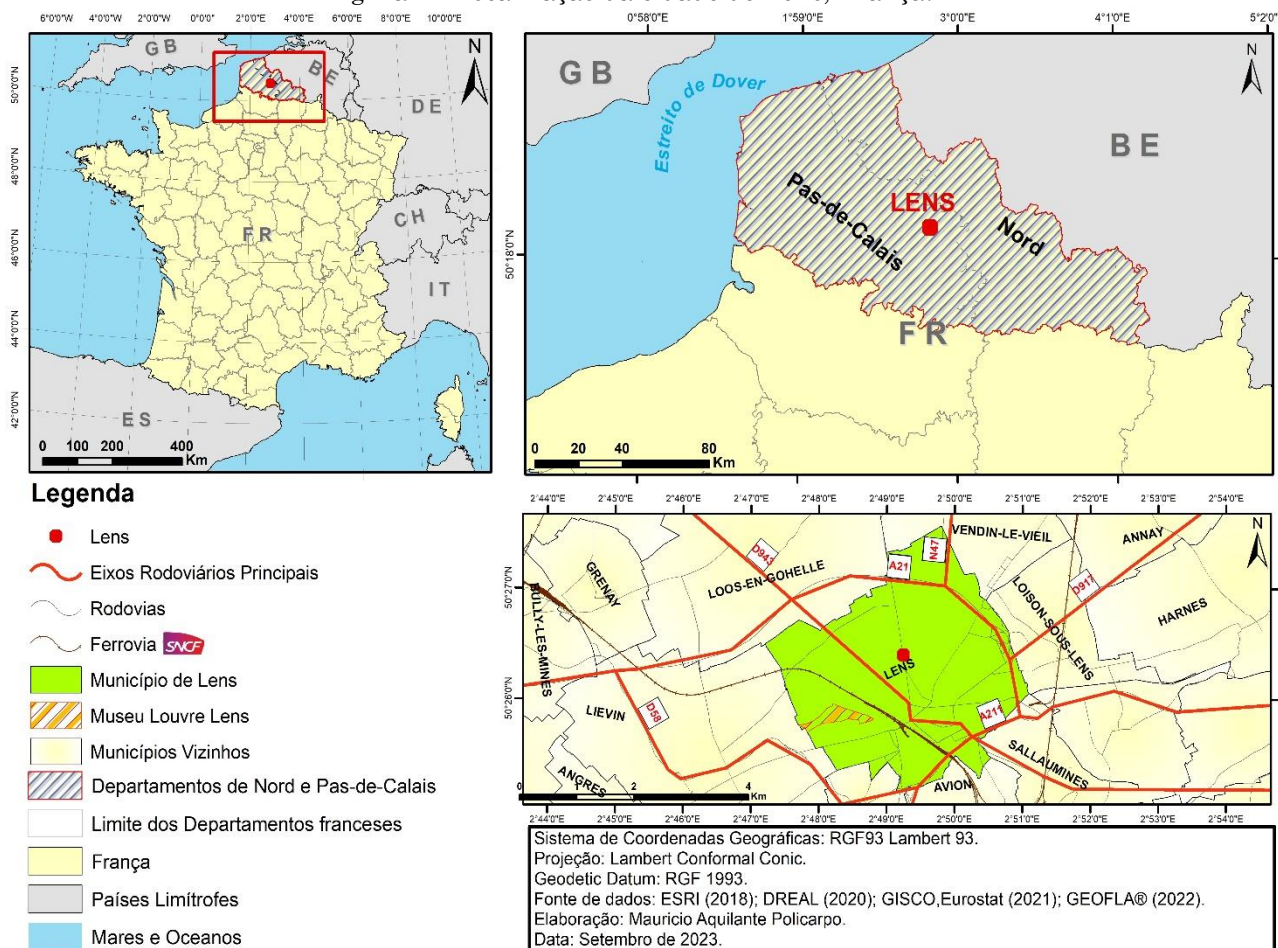 6°0'0"O 4°0'0"O 2°0'0"O 0°0'0" 2°0'0"E 4°0'0"E 6°0'0"E 8°0'0"E 10°0'0"E
50°0'0"N
48°0'0"N
46°0'0"N
44°0'0"N
42°0'0"N
N
GB
BE
DE
FR
CH
IT
ES
0 100 200 400
Km
0°58'0"E 1°59'0"E 3°0'0"E 4°1'0"E
50°18'0"N
N
GB
Estreito de Dover
BE
Pas-de-Calais
LENS
Nord
FR
0 20 40 80
Km
Legenda
Lens
Eixos Rodoviários Principais
Rodovias
Ferrovia SNCF
Município de Lens
Museu Louvre Lens
Municípios Vizinhos
Departamentos de Nord e Pas-de-Calais
Limite dos Departamentos franceses
França
Países Limítrofes
Mares e Oceanos
2°44'0"E 2°45'0"E 2°46'0"E 2°47'0"E 2°48'0"E 2°49'0"E 2°50'0"E 2°51'0"E 2°52'0"E 2°53'0"E 2°54'0"E
50°27'0"N
50°26'0"N
N
VENDIN-LE-VIEIL
ANNAY
D943
A21
N47
GRENAY
LOOS-EN-GOHELLE
BULLY-LES-MINES
LOISON-SOUS-LENS
D917
HARNES
LENS
LIEVIN
D58
A211
SALLAUMINES
ANGRES
AVION
0 1 2 4
Km
2°44'0"E 2°45'0"E 2°46'0"E 2°47'0"E 2°48'0"E 2°49'0"E 2°50'0"E 2°51'0"E 2°52'0"E 2°53'0"E 2°54'0"E
Sistema de Coordenadas Geográficas: RGF93 Lambert 93.
Projeção: Lambert Conformal Conic.
Geodetic Datum: RGF 1993.
Fonte de dados: ESRI (2018); DREAL (2020); GISCO,Eurostat (2021); GEOFLA® (2022).
Elaboração: Mauricio Aquilante Policarpo.
Data: Setembro de 2023.